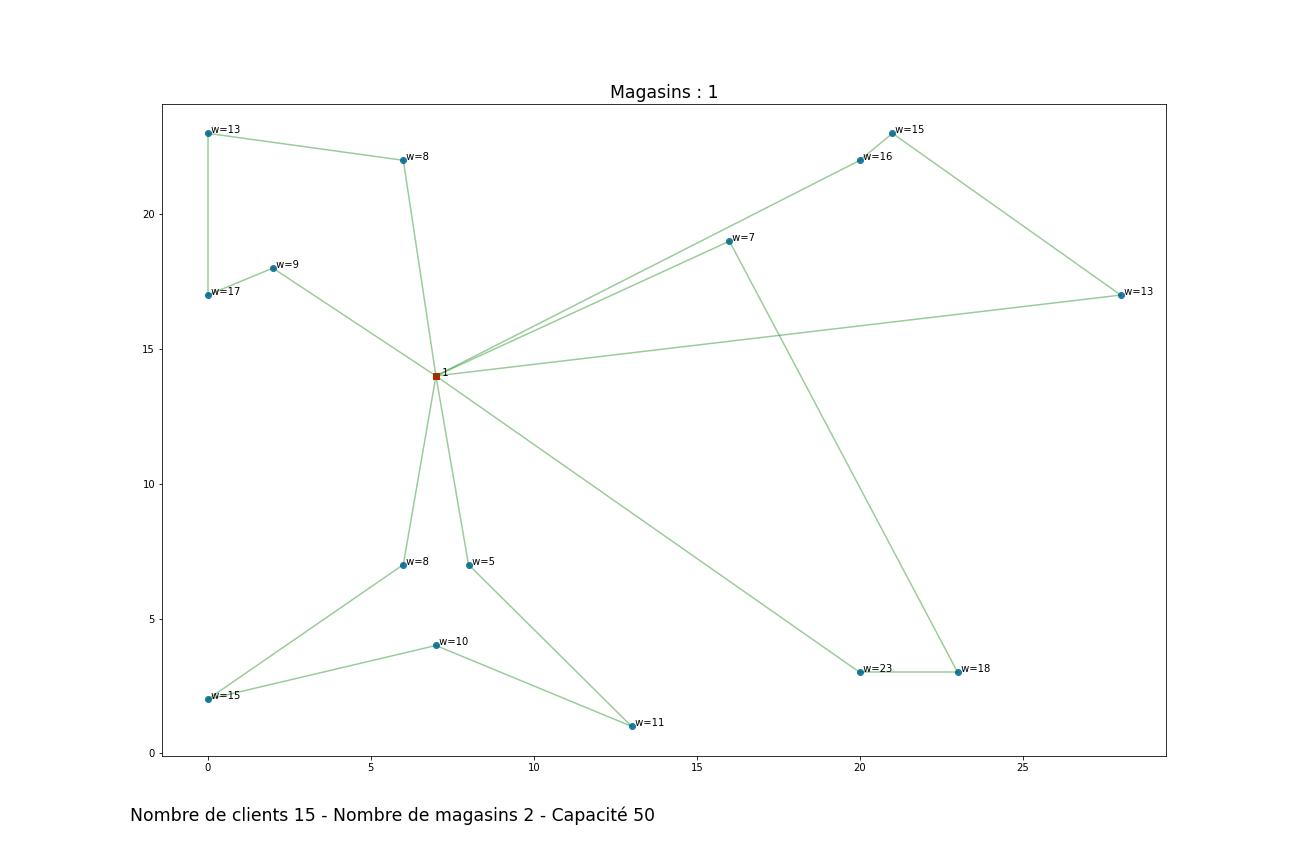 Magasins : 1
w=13
w=15
w=8
w=16
w=7
w=9
w=17
w=13
1
w=8
w=5
w=10
w=15
w=23
w=18
w=11
20
15
10
5
0
0 5 10 15 20 25
Nombre de clients 15 - Nombre de magasins 2 - Capacité 50